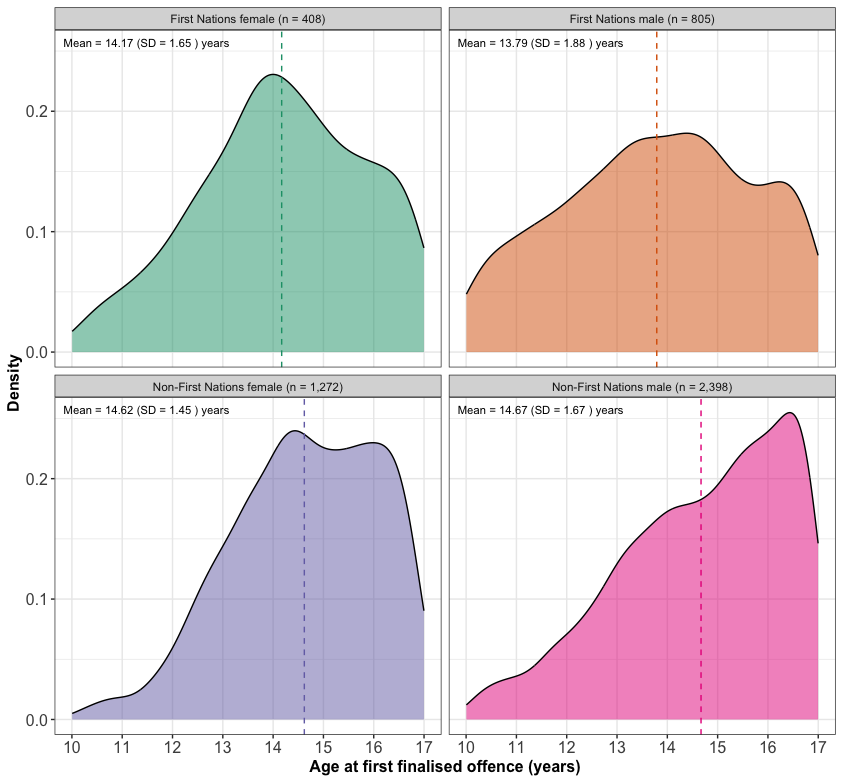 First Nations female (n = 408)
First Nations male (n = 805)
Mean = 14.17 (SD = 1.65 ) years
Mean = 13.79 (SD = 1.88 ) years
0.2
0.1
0.0
Non-First Nations female (n = 1,272)
Non-First Nations male (n = 2,398)
Mean = 14.62 (SD = 1.45 ) years
Mean = 14.67 (SD = 1.67 ) years
0.2
0.1
0.0
Density
10 11 12 13 14 15 16 17
10 11 12 13 14 15 16 17
Age at first finalised offence (years)